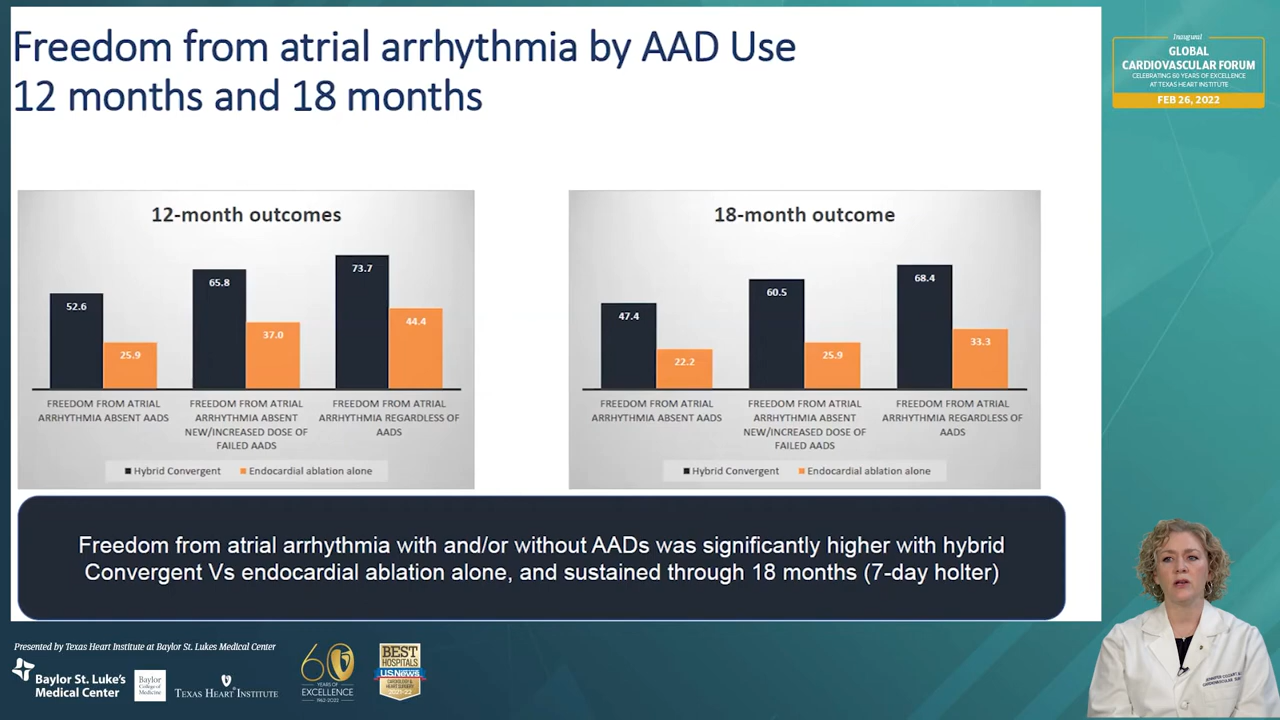 Freedom from atrial arrhythmia by AAD Use
12 months and 18 months
Inaugural
GLOBAL
CARDIOVASCULAR FORUM
CELEBRATING 60 YEARS OF EXCELLENCE
AT TEXAS HEART INSTITUTE
FEB 26, 2022
12-month outcomes
52.6
25.9
65.8
37.0
73.7
44.4
FREEDOM FROM ATRIAL
ARRHYTHMIA ABSENT AADS
FREEDOM FROM ATRIAL
ARRHYTHMIA ABSENT
NEW/INCREASED DOSE OF
FAILED AADS
FREEDOM FROM ATRIAL
ARRHYTHMIA REGARDLESS OF
AADS
Hybrid Convergent
Endocardial ablation alone
18-month outcome
47.4
22.2
60.5
25.9
68.4
33.3
FREEDOM FROM ATRIAL
ARRHYTHMIA ABSENT AADS
FREEDOM FROM ATRIAL
ARRHYTHMIA ABSENT
NEW/INCREASED DOSE OF
FAILED AADS
FREEDOM FROM ATRIAL
ARRHYTHMIA REGARDLESS OF
AADS
Hybrid Convergent
Endocardial ablation alone
Freedom from atrial arrhythmia with and/or without AADs was significantly higher with hybrid
Convergent Vs endocardial ablation alone, and sustained through 18 months (7-day holter)
Presented by Texas Heart Institute at Baylor St. Lukes Medical Center
Baylor St. Luke's
Medical Center
Baylor
College of
Medicine
TEXAS HEART INSTITUTE
60
YEARS OF
EXCELLENCE
1962-2022
BEST
HOSPITALS
U.S. News
CARDIOLOGY &
HEART SURGERY
2021-22